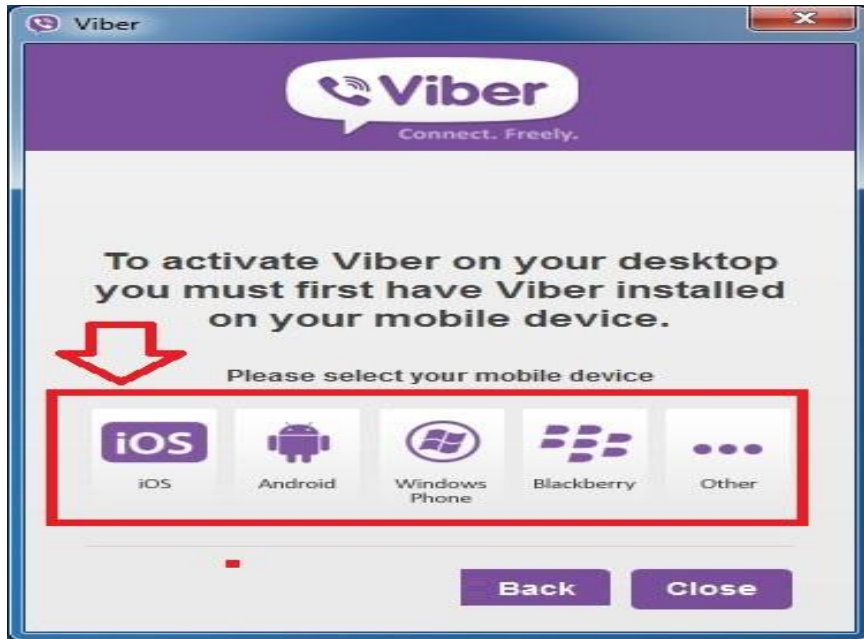 Viber
Viber
Connect. Freely.
To activate Viber on your desktop
you must first have Viber installed
on your mobile device.
Please select your mobile device
iOS
iOS
Android
Windows
Phone
Blackberry
Other
Back
Close